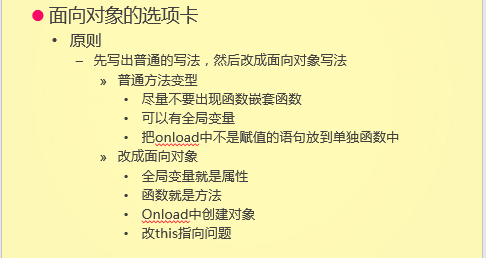 面向对象的选项卡
原则
先写出普通的写法，然后改成面向对象写法
普通方法变型
尽量不要出现函数嵌套函数
可以有全局变量
把onload中不是赋值的语句放到单独函数中
改成面向对象
全局变量就是属性
函数就是方法
Onload中创建对象
改this指向问题